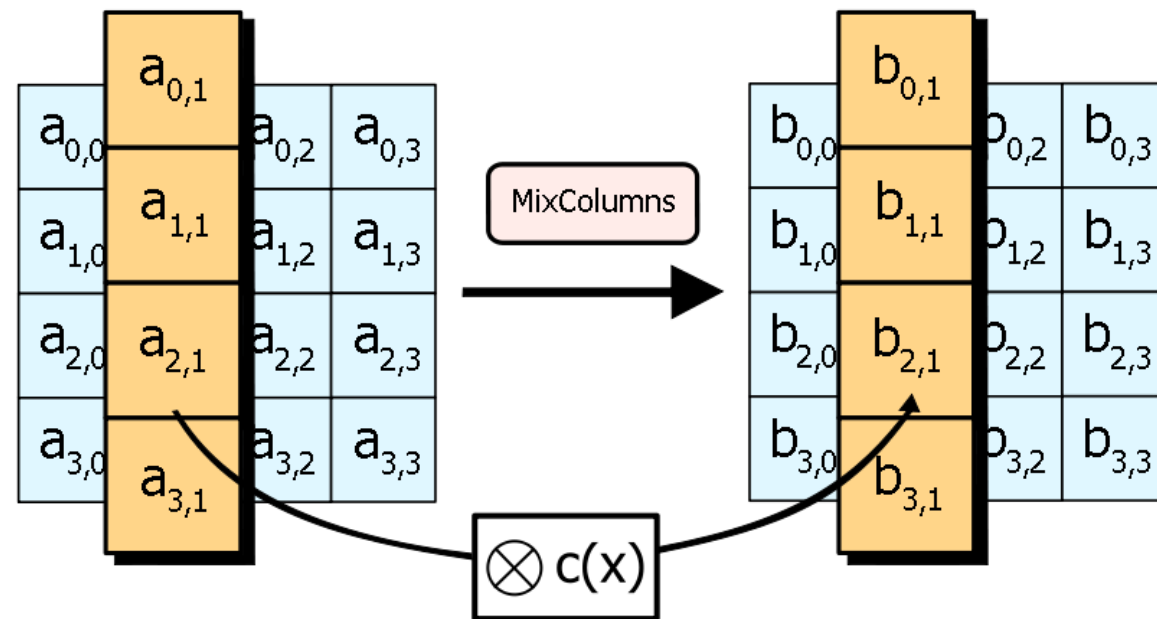 a0,1
a0,0 a0,2 a0,3
a1,1
a1,0 a1,2 a1,3
a2,1
a2,0 a2,2 a2,3
a3,0 a3,2 a3,3
a3,1
MixColumns
b0,1
b0,0 b0,2 b0,3
b1,1
b1,0 b1,2 b1,3
b2,1
b2,0 b2,2 b2,3
b3,0 b3,2 b3,3
b3,1
⊗ c(x)